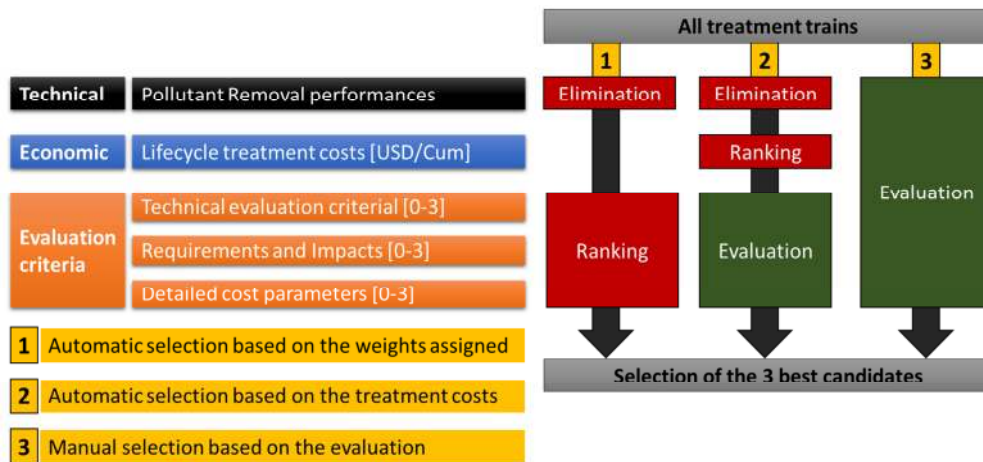 All treatment trains
1
2
3
Technical
Pollutant Removal performances
Elimination
Elimination
Economic
Lifecycle treatment costs [USD/Cum]
Ranking
Evaluation
Evaluation
criteria
Technical evaluation criterial [0-3]
Requirements and Impacts [0-3]
Detailed cost parameters [0-3]
Ranking
Evaluation
1 Automatic selection based on the weights assigned
Selection of the 3 best candidates
2 Automatic selection based on the treatment costs
3 Manual selection based on the evaluation